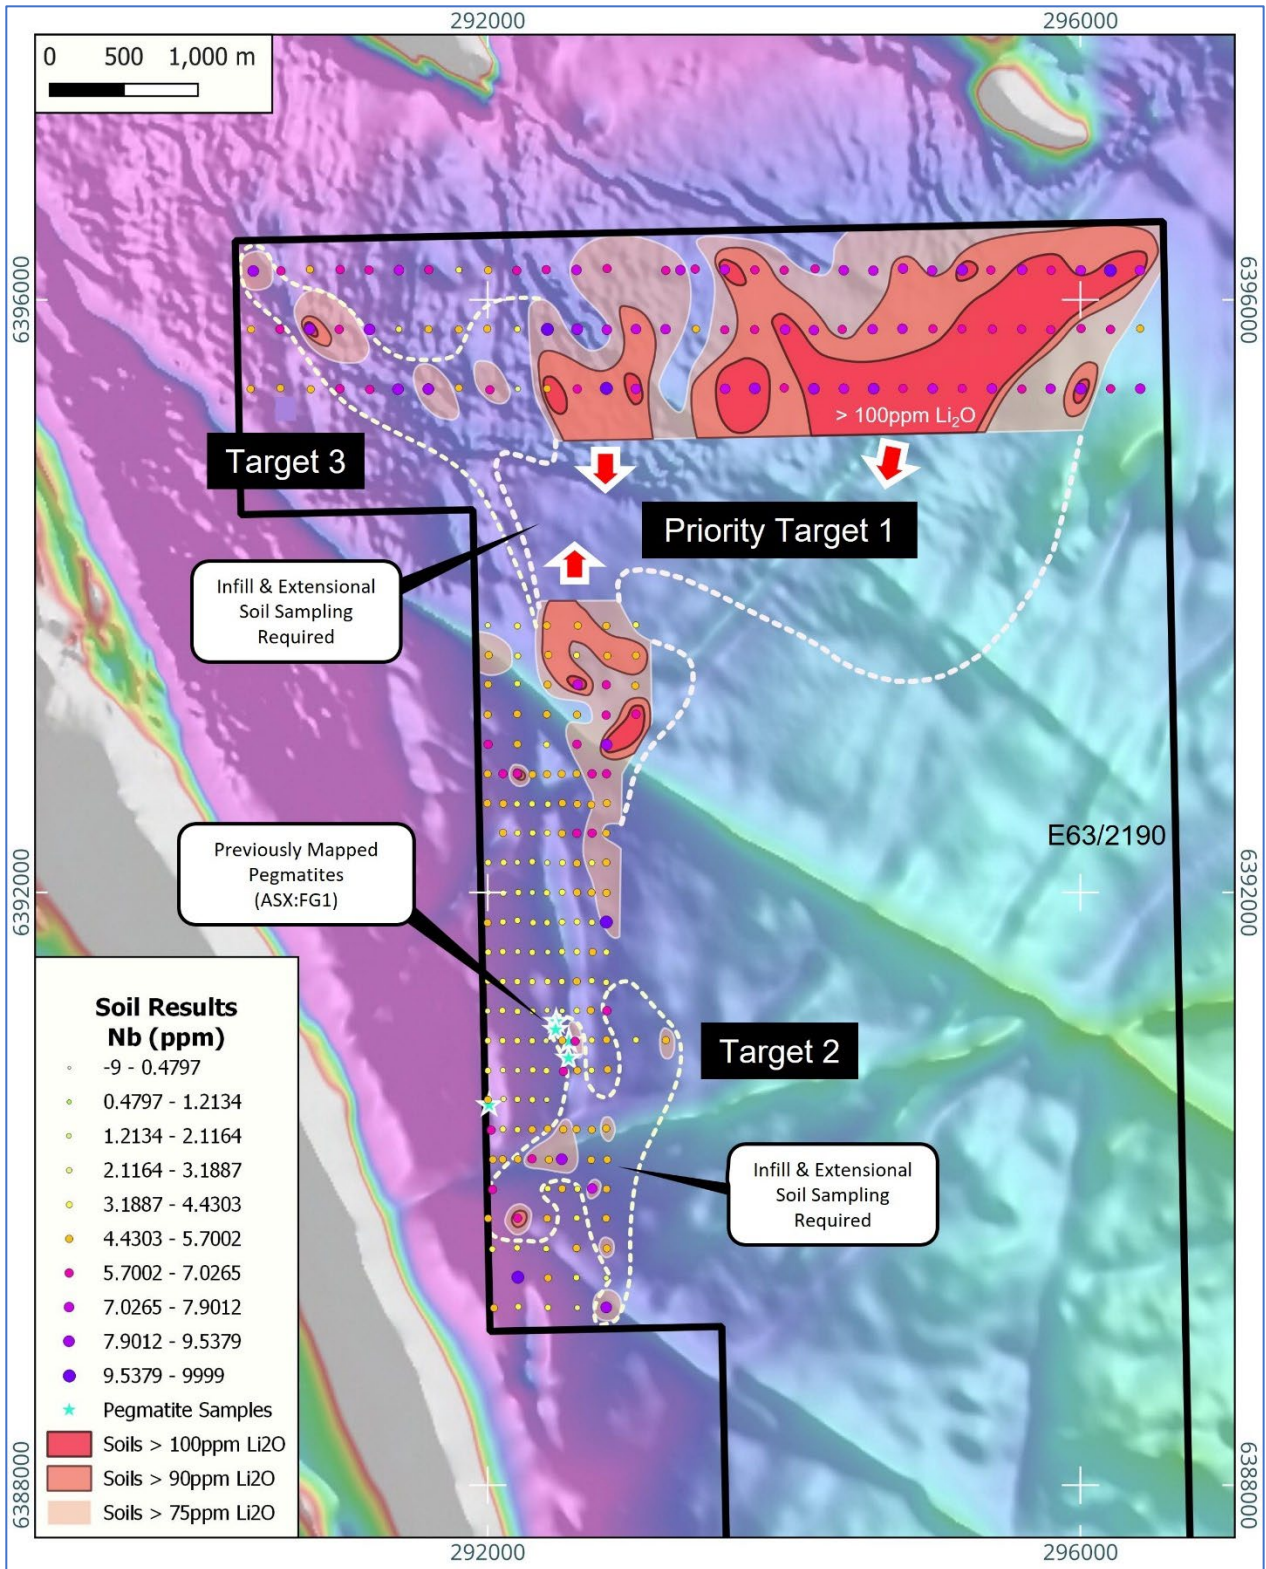 292000
296000
0 500 1,000 m
6396000
6396000
> 100ppm Li₂O
Target 3
Priority Target 1
Infill & Extensional
Soil Sampling
Required
E63/2190
Previously Mapped
Pegmatites
(ASX:FG1)
6392000
6392000
Target 2
Infill & Extensional
Soil Sampling
Required
Soil Results
Nb (ppm)
-9 - 0.4797
0.4797 - 1.2134
1.2134 - 2.1164
2.1164 - 3.1887
3.1887 - 4.4303
4.4303 - 5.7002
5.7002 - 7.0265
7.0265 - 7.9012
7.9012 - 9.5379
9.5379 - 9999
Pegmatite Samples
Soils > 100ppm Li2O
Soils > 90ppm Li2O
Soils > 75ppm Li2O
6388000
6388000
292000
296000